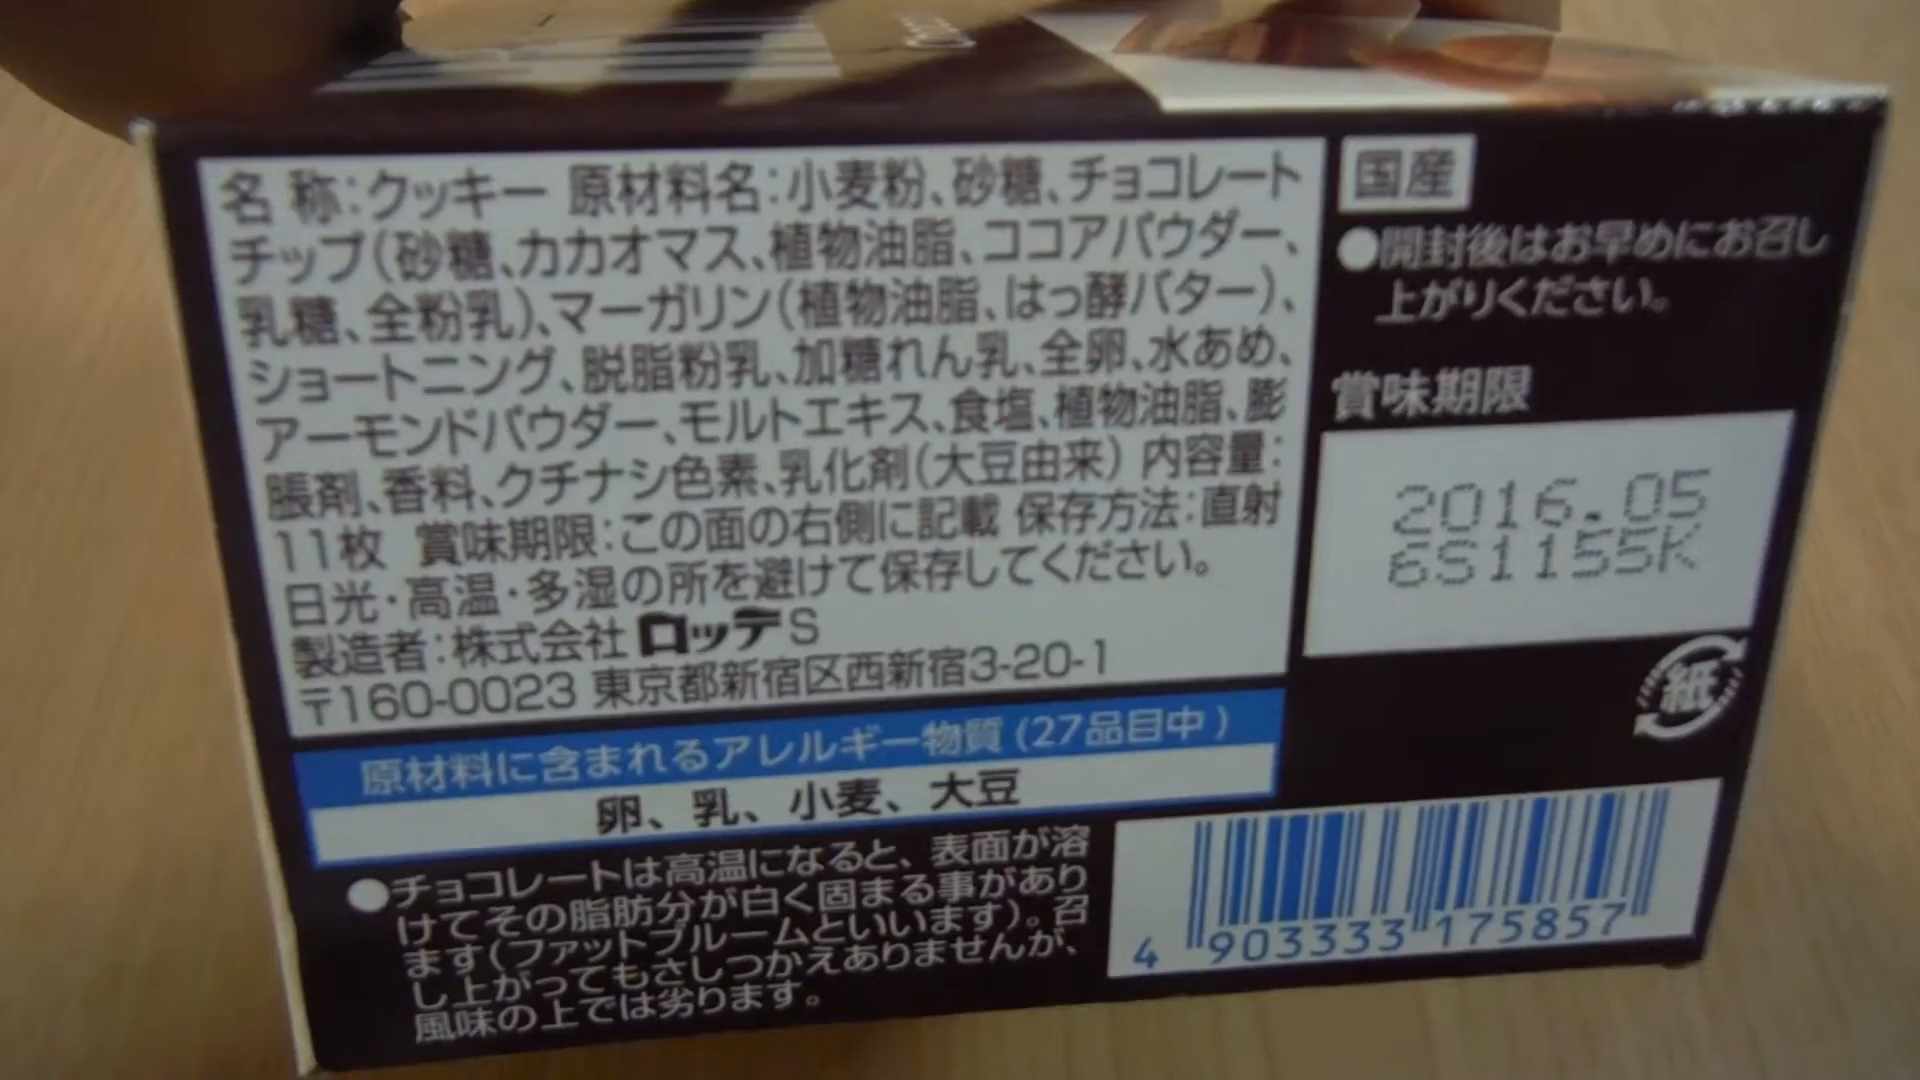 名 称:クッキー 原材料名:小麦粉、砂糖、チョコレート
チップ(砂糖、カカオマス、植物油脂、ココアパウダー、
乳糖、全粉乳)、マーガリン(植物油脂、はっ酵バター)、
ショートニング、脱脂粉乳、加糖れん乳、全卵、水あめ、
アーモンドパウダー、モルトエキス、食塩、植物油脂、膨
脹剤、香料、クチナシ色素、乳化剤(大豆由来) 内容量:
11枚 賞味期限:この面の右側に記載 保存方法:直射
日光・高温・多湿の所を避けて保存してください。
製造者:株式会社 ロッテ S
〒160-0023 東京都新宿区西新宿3-20-1
原材料に含まれるアレルギー物質(27品目中)
卵、乳、小麦、大豆
●チョコレートは高温になると、表面が溶
けてその脂肪分が白く固まる事があり
ます(ファットブルームといいます)。召
し上がってもさしつかえありませんが、
風味の上では劣ります。
国産
●開封後はお早めにお召し
上がりください。
賞味期限
2016.05
6S1155K
紙
4 903333 175857